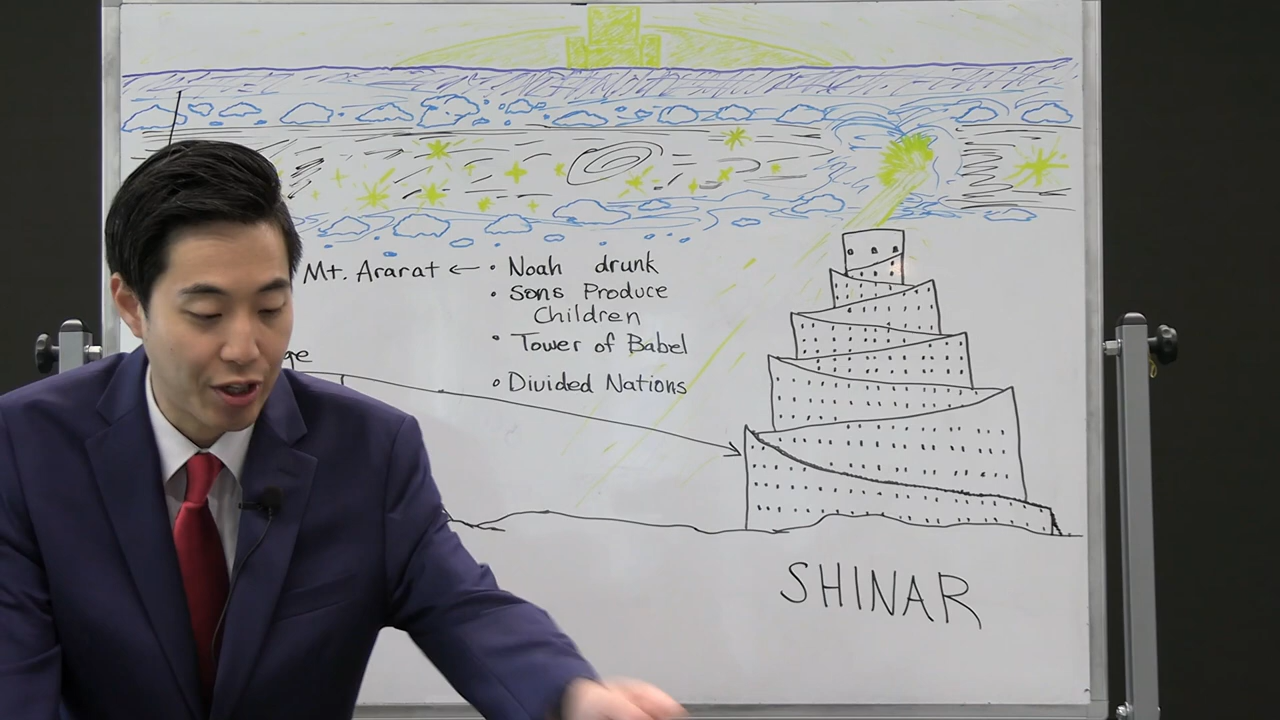 Mt. Ararat ← • Noah drunk
• Sons Produce
Children
• Tower of Babel
• Divided Nations
SHINAR